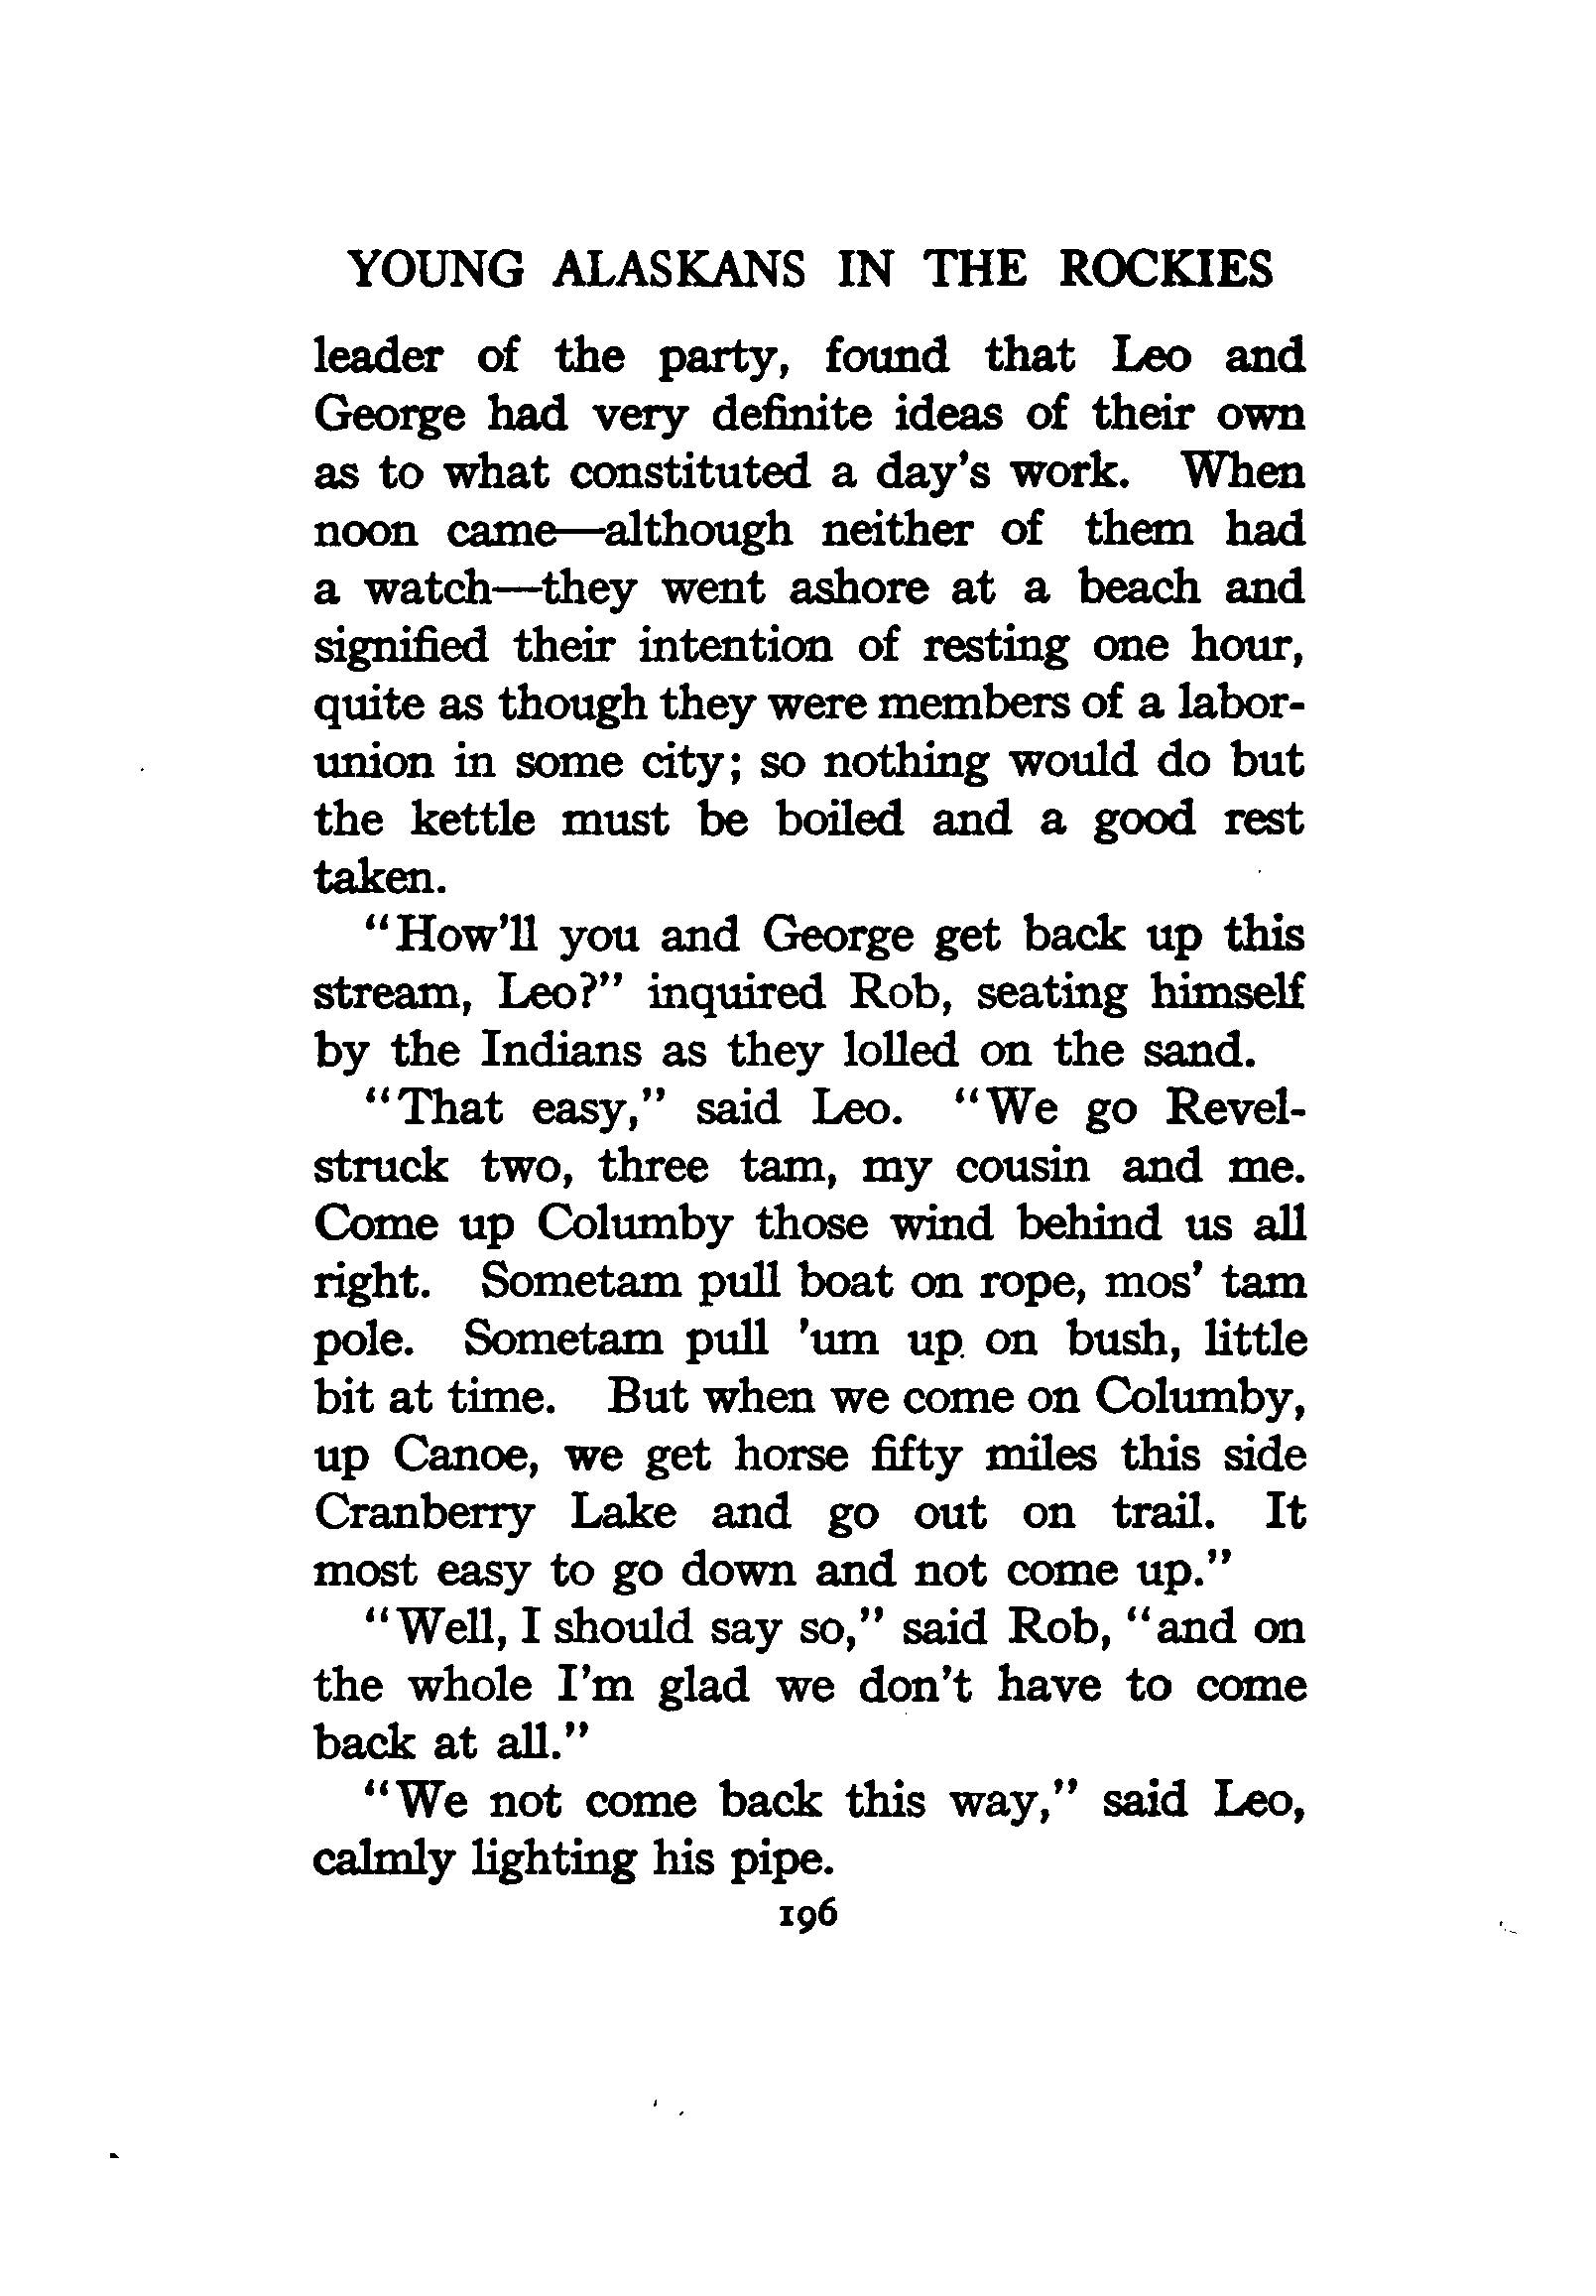 YOUNG ALASKANS IN THE ROCKIES
leader of the party, found that Leo and
George had very definite ideas of their own
as to what constituted a day's work. When
noon came—although neither of them had
a watch—they went ashore at a beach and
signified their intention of resting one hour,
quite as though they were members of a labor-
union in some city; so nothing would do but
the kettle must be boiled and a good rest
taken.
"How'll you and George get back up this
stream, Leo?" inquired Rob, seating himself
by the Indians as they lolled on the sand.
"That easy," said Leo. "We go Revel-
struck two, three tam, my cousin and me.
Come up Columby those wind behind us all
right. Sometam pull boat on rope, mos' tam
pole. Sometam pull 'um up on bush, little
bit at time. But when we come on Columby,
up Canoe, we get horse fifty miles this side
Cranberry Lake and go out on trail. It
most easy to go down and not come up."
"Well, I should say so," said Rob, "and on
the whole I'm glad we don't have to come
back at all."
"We not come back this way," said Leo,
calmly lighting his pipe.
196